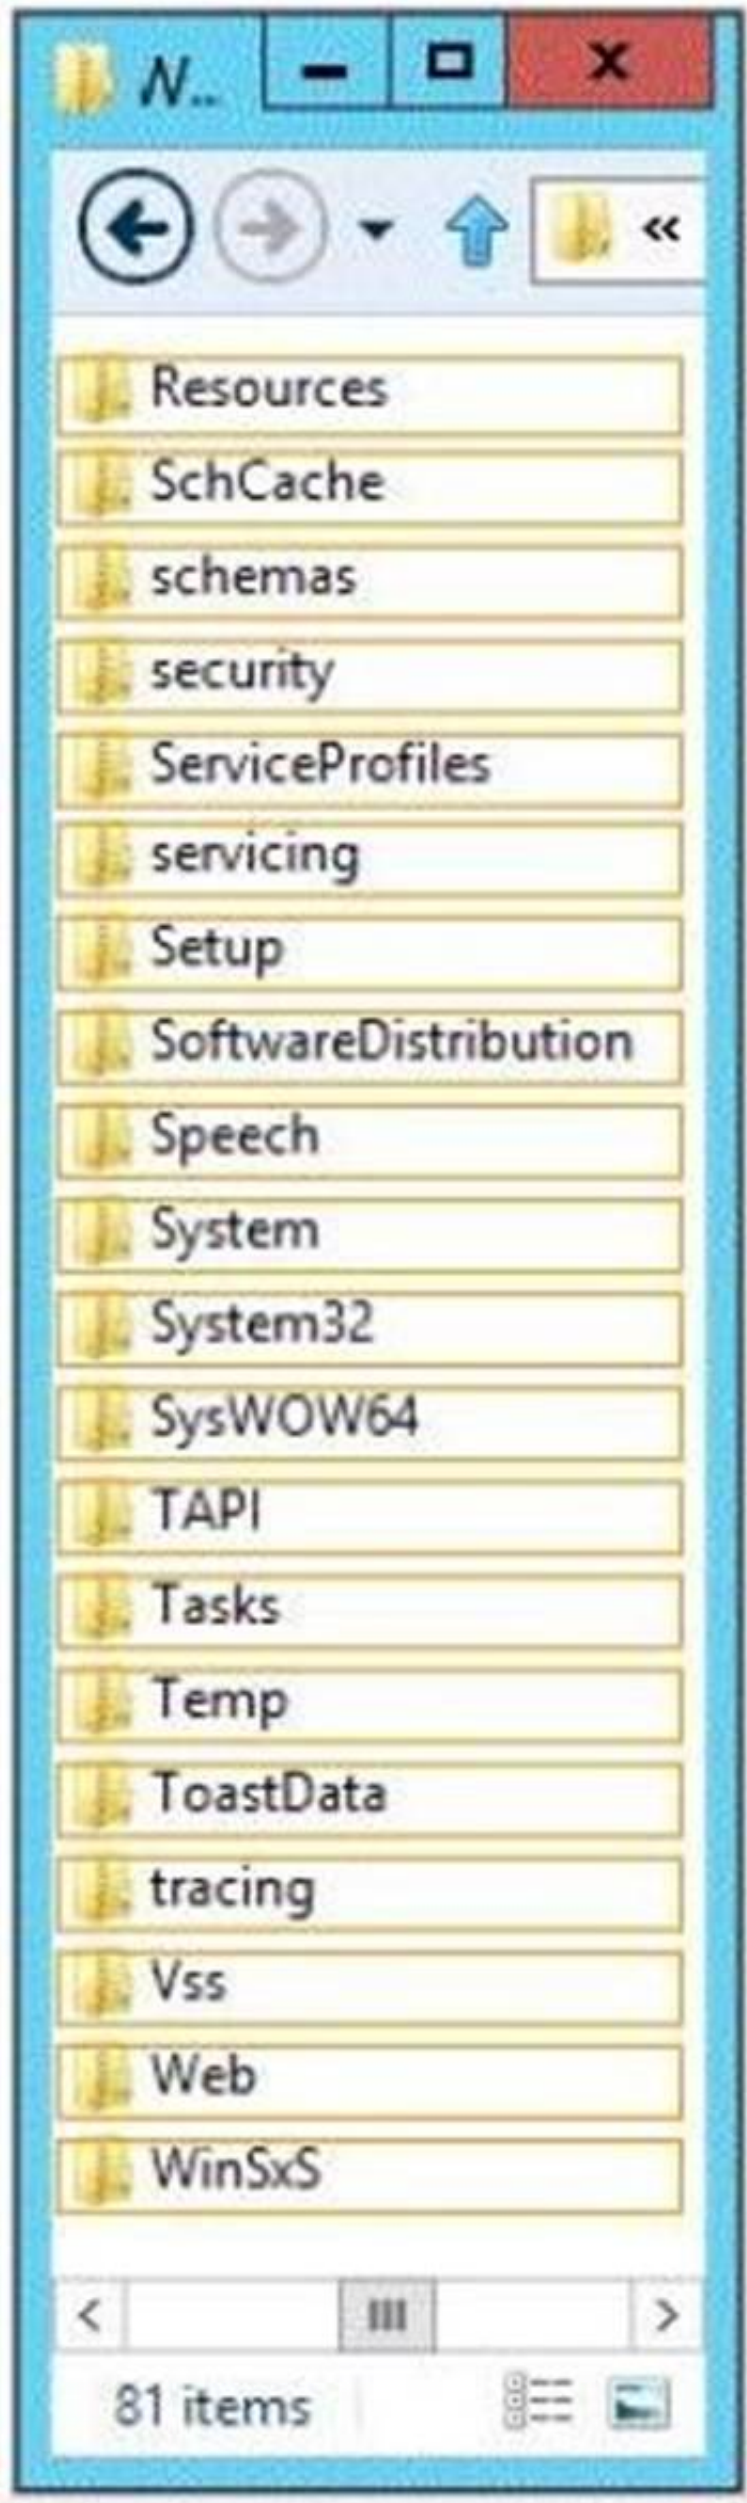 N...
«
Resources
SchCache
schemas
security
ServiceProfiles
servicing
Setup
SoftwareDistribution
Speech
System
System32
SysWOW64
TAPI
Tasks
Temp
ToastData
tracing
Vss
Web
WinSxS
81 items